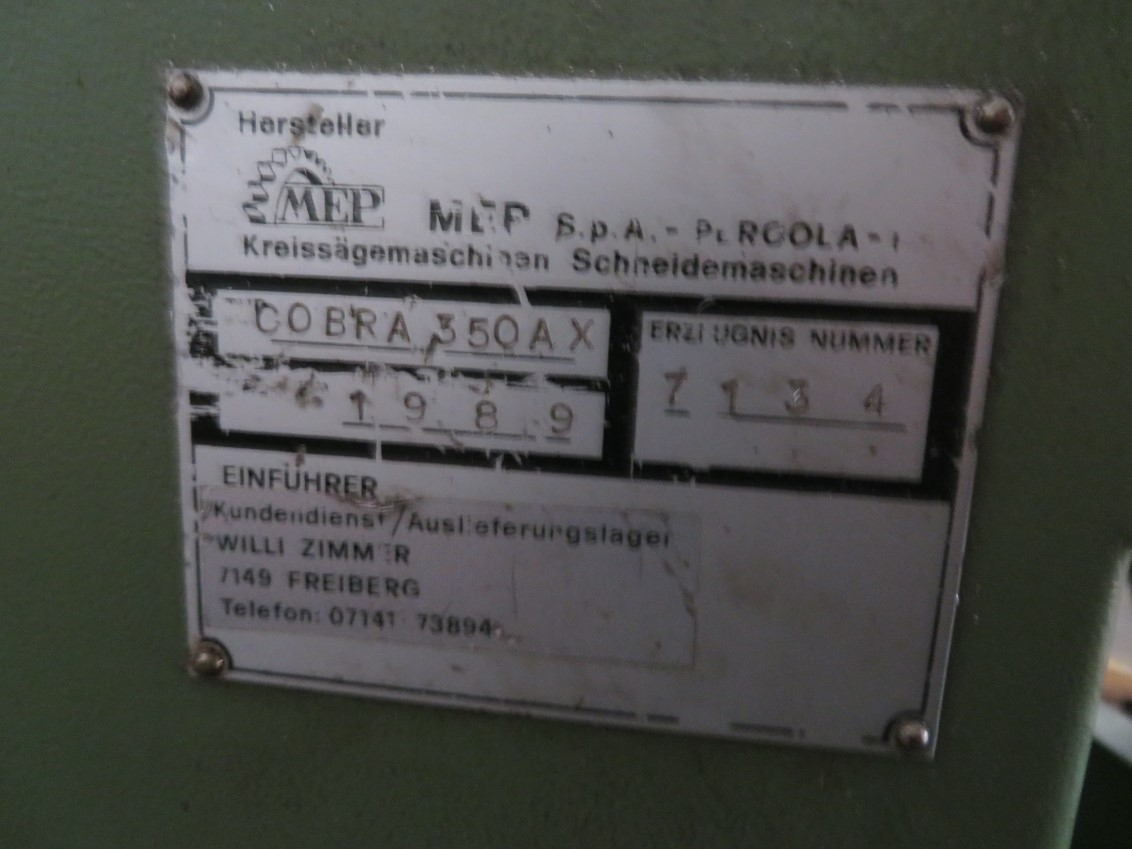 Hersteller
MEP MEP S.p.A. - PERGOLA - I
Kreissägemaschinen Schneidemaschinen
COBRA 350AX
ERZEUGNIS NUMMER
1989
7134
EINFÜHRER
Kundendienst/Auslieferungslager
WILLI ZIMMER
7149 FREIBERG
Telefon: 07141 73894